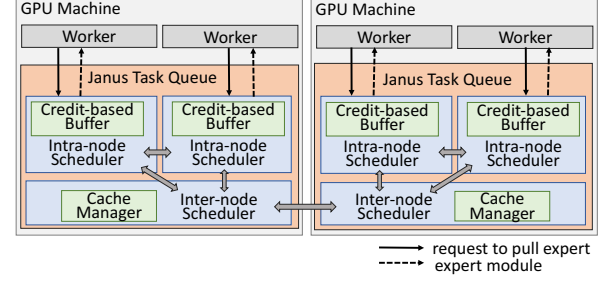 GPU Machine
Worker
Worker
Janus Task Queue
Credit-based
Buffer
Intra-node
Scheduler
Credit-based
Buffer
Intra-node
Scheduler
Cache
Manager
Inter-node
Scheduler
GPU Machine
Worker
Worker
Janus Task Queue
Credit-based
Buffer
Intra-node
Scheduler
Credit-based
Buffer
Intra-node
Scheduler
Inter-node
Scheduler
Cache
Manager
request to pull expert
expert module